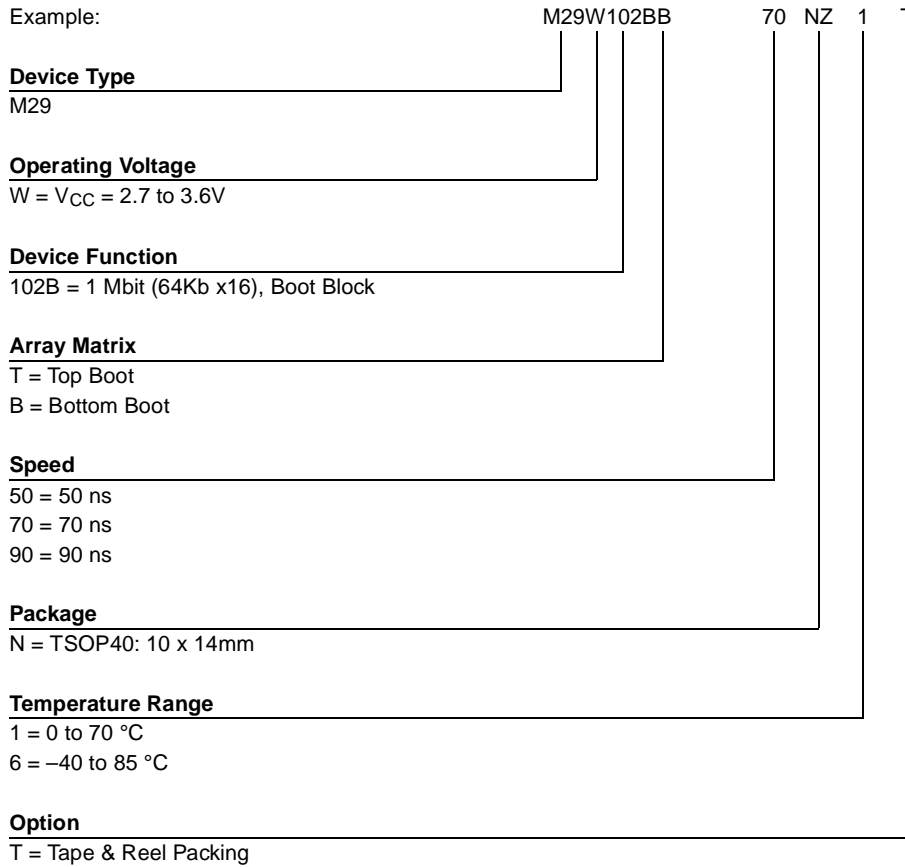 Example: M29W102BB 70 NZ 1 T
Device Type
M29
Operating Voltage
W = VCC = 2.7 to 3.6V
Device Function
102B = 1 Mbit (64Kb x16), Boot Block
Array Matrix
T = Top Boot
B = Bottom Boot
Speed
50 = 50 ns
70 = 70 ns
90 = 90 ns
Package
N = TSOP40: 10 x 14mm
Temperature Range
1 = 0 to 70 °C
6 = –40 to 85 °C
Option
T = Tape & Reel Packing